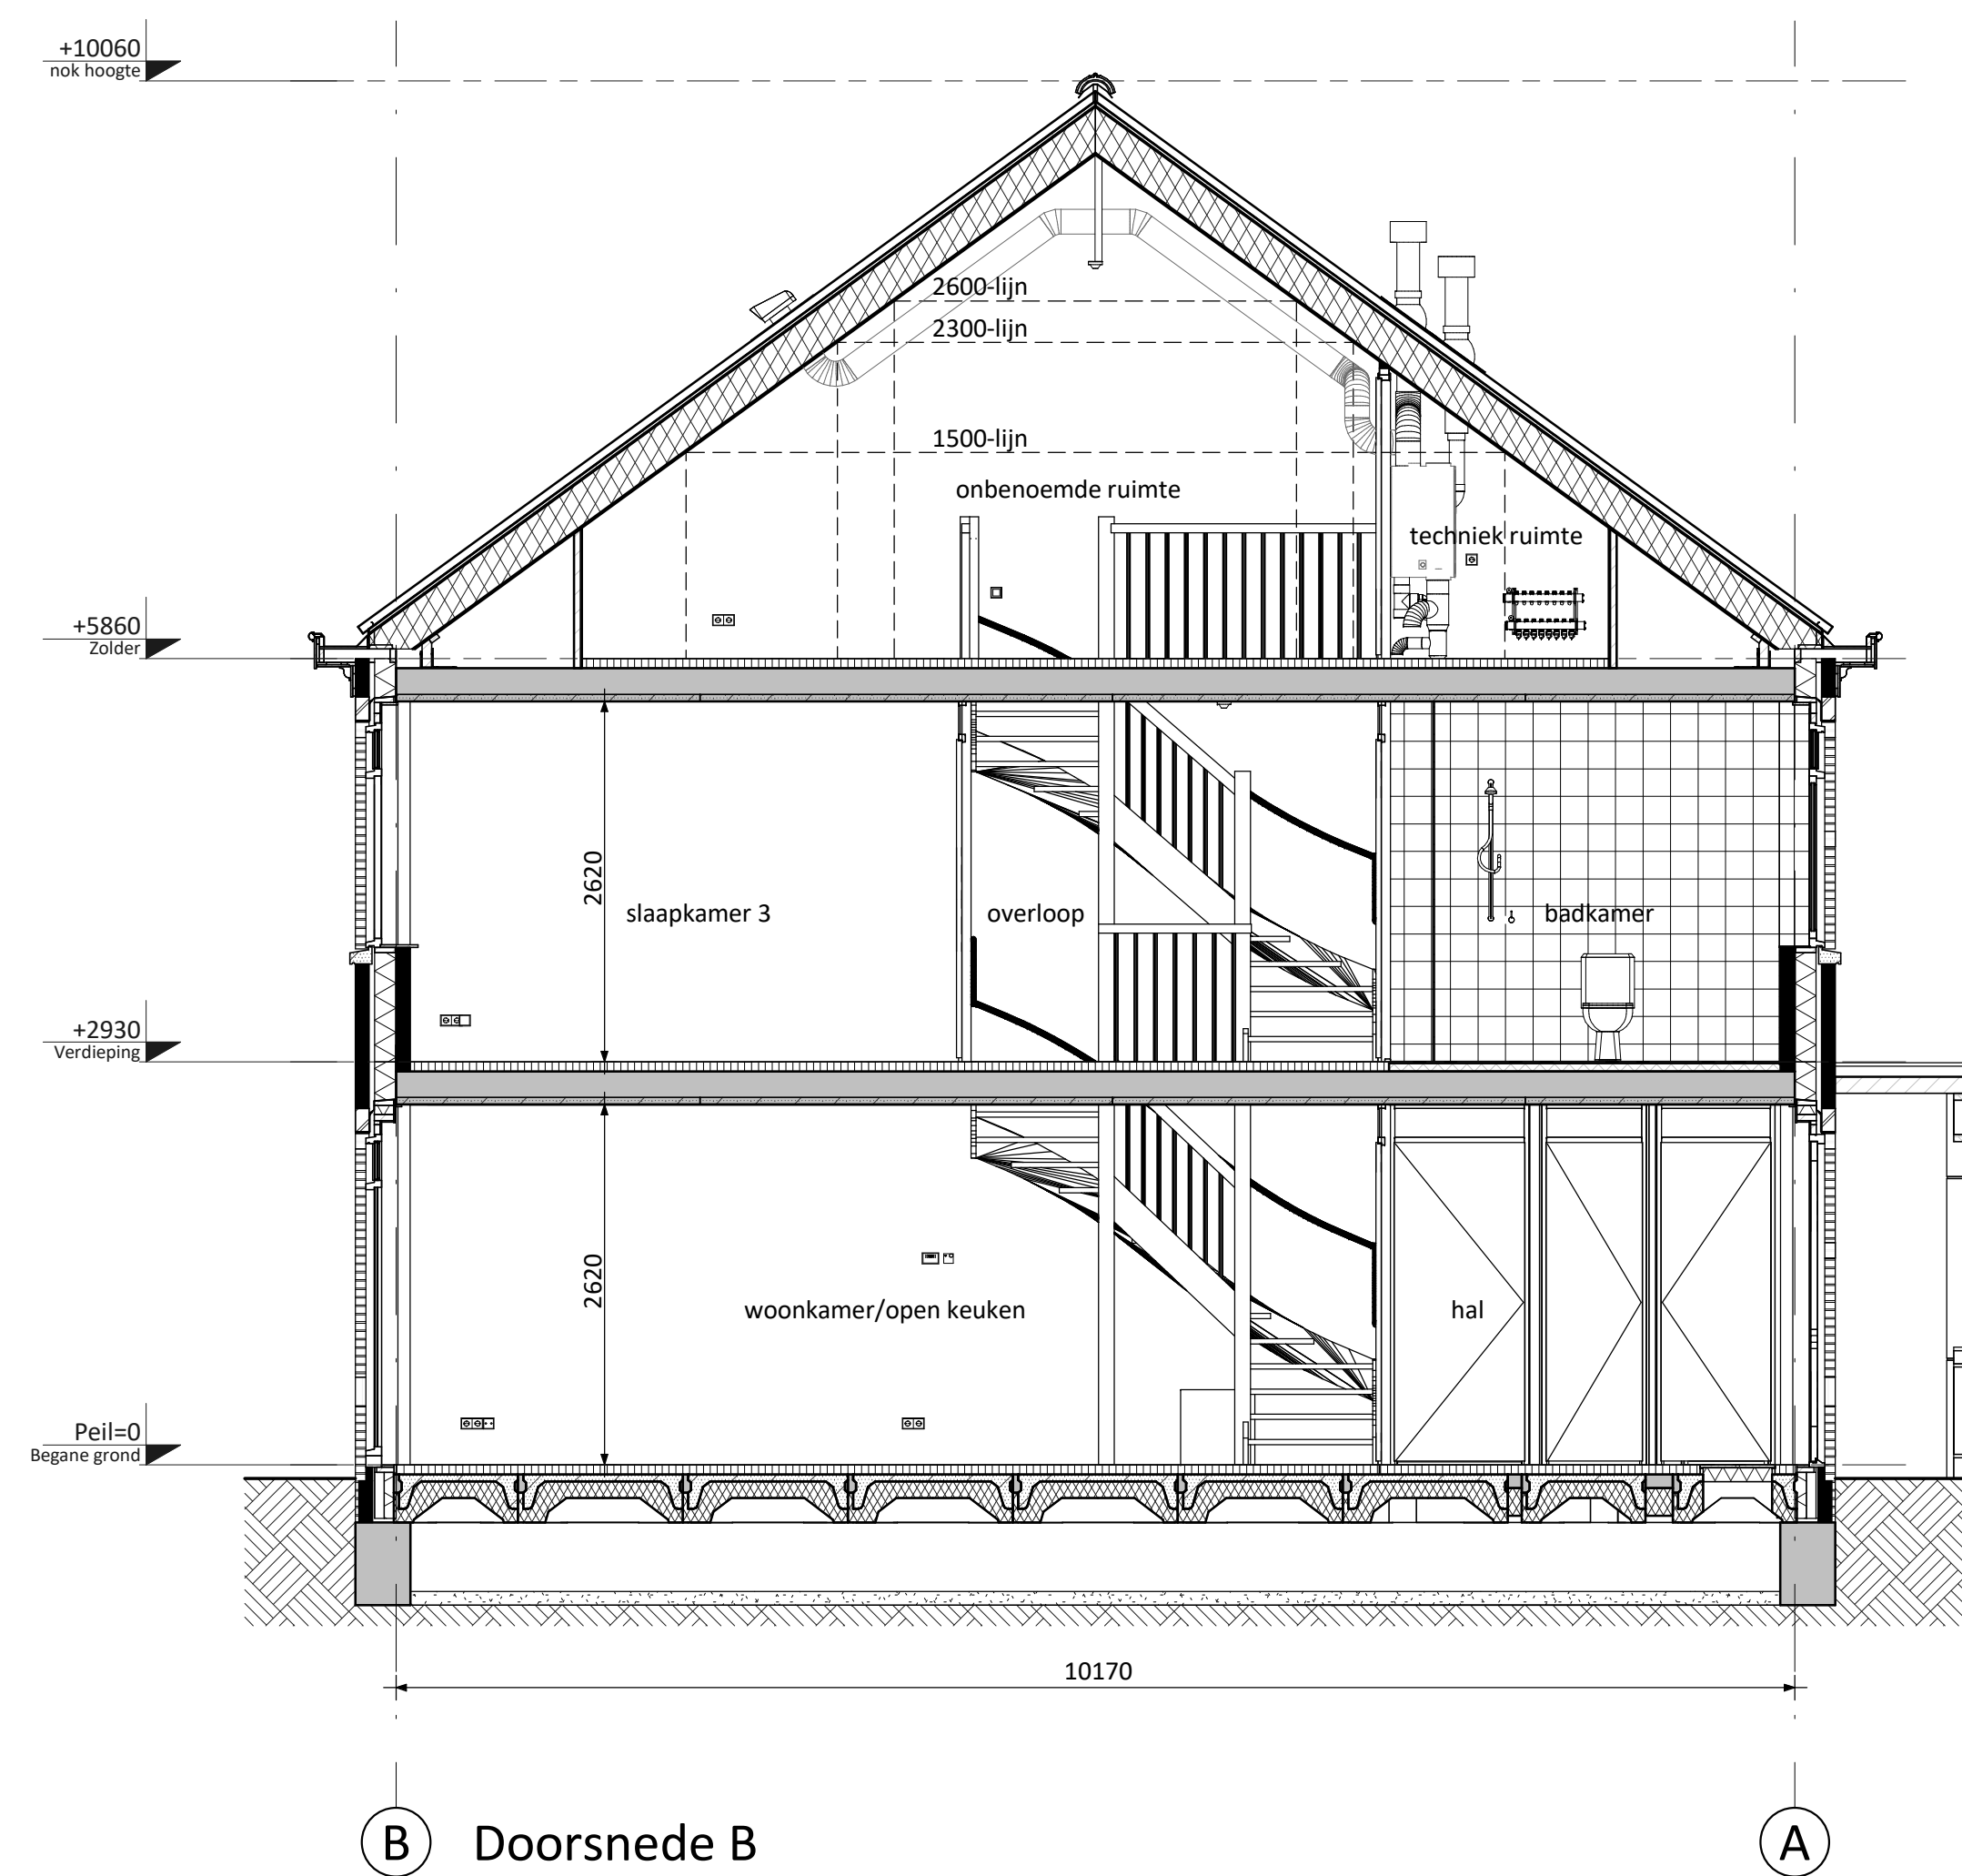 +10060
nok hoogte
2600-lijn
2300-lijn
1500-lijn
onbenoemde ruimte
techniek ruimte
+5860
Zolder
2620
slaapkamer 3
overloop
badkamer
+2930
Verdieping
2620
woonkamer/open keuken
hal
Peil=0
Begane grond
10170
B
Doorsnede B
A